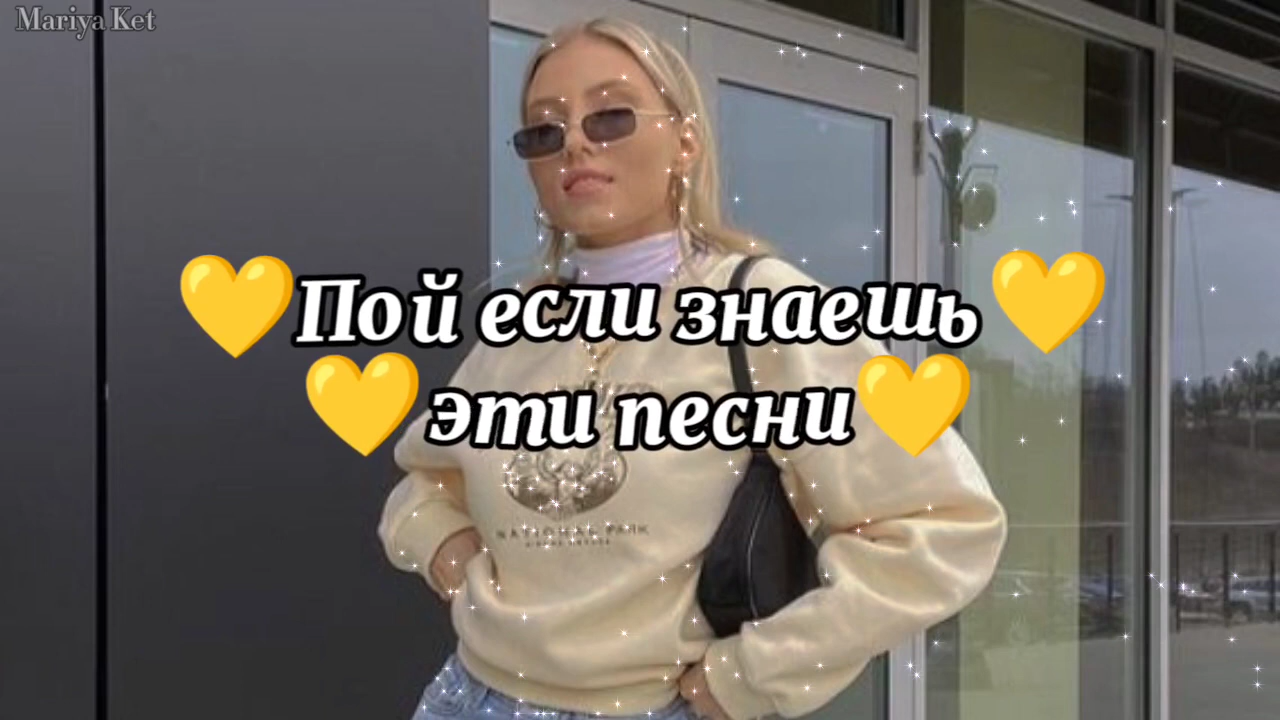 Mariya Ket
💛Пой если знаешь💛
💛эти песни💛
NATIONAL PARK